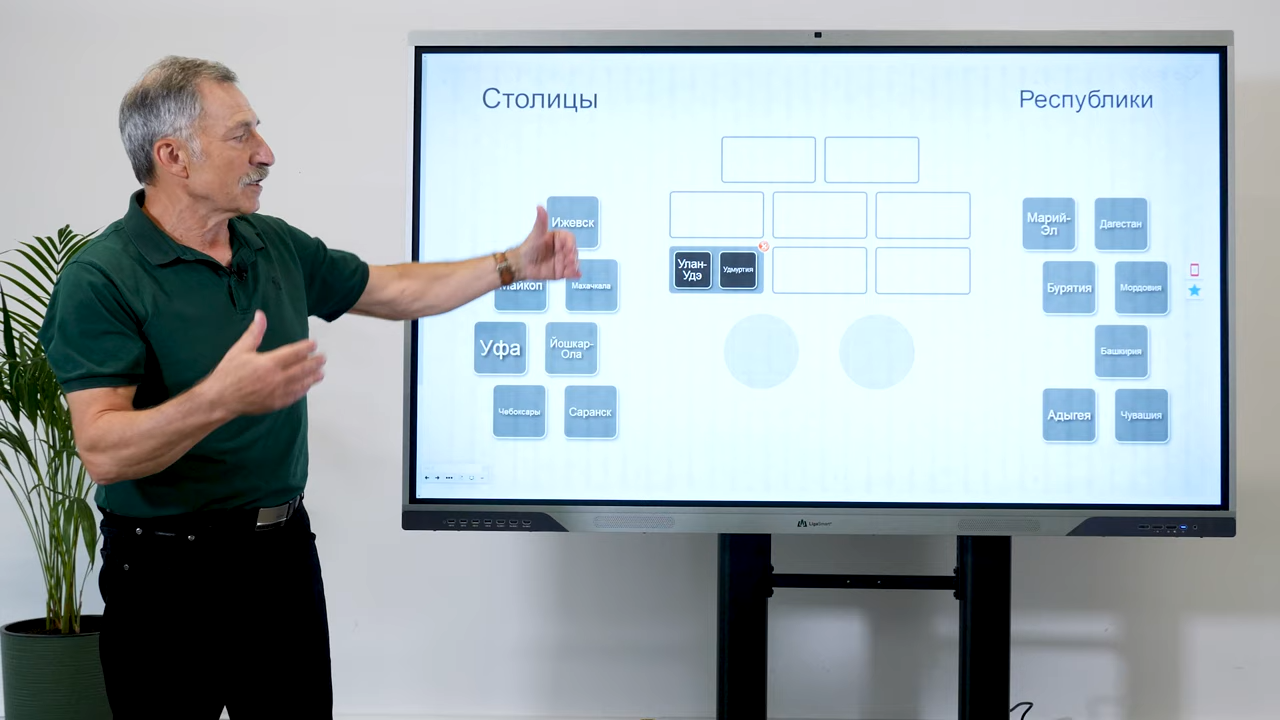 Столицы
Республики
Ижевск
Майкоп
Махачкала
Уфа
Йошкар-
Ола
Чебоксары
Саранск
Улан-
Удэ
Удмуртия
Марий-
Эл
Дагестан
Бурятия
Мордовия
Башкирия
Адыгея
Чувашия